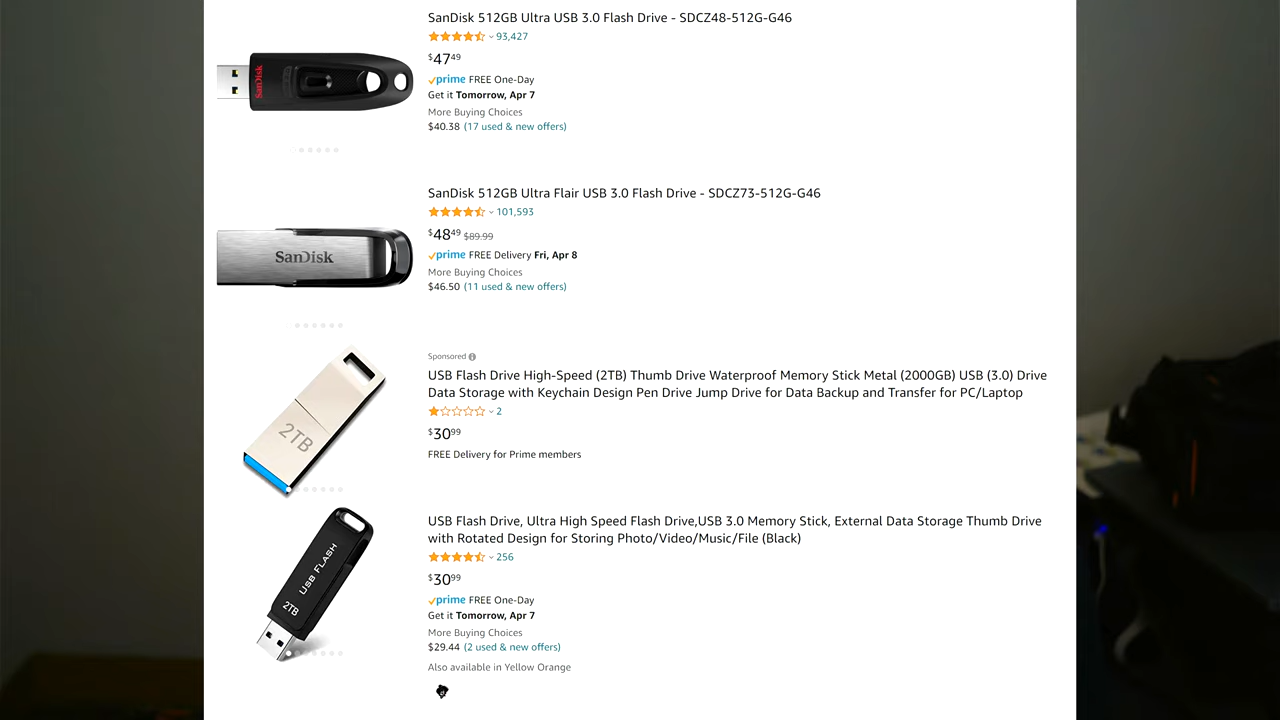 SanDisk 512GB Ultra USB 3.0 Flash Drive - SDCZ48-512G-G46
93,427
$47 49
SanDisk
prime FREE One-Day
Get it Tomorrow, Apr 7
More Buying Choices
$40.38 (17 used & new offers)
SanDisk 512GB Ultra Flair USB 3.0 Flash Drive - SDCZ73-512G-G46
101,593
$48 49 $89.99
SanDisk
prime FREE Delivery Fri, Apr 8
More Buying Choices
$46.50 (11 used & new offers)
Sponsored
USB Flash Drive High-Speed (2TB) Thumb Drive Waterproof Memory Stick Metal (2000GB) USB (3.0) Drive
Data Storage with Keychain Design Pen Drive Jump Drive for Data Backup and Transfer for PC/Laptop
2
2TB
$30 99
FREE Delivery for Prime members
USB Flash Drive, Ultra High Speed Flash Drive,USB 3.0 Memory Stick, External Data Storage Thumb Drive
with Rotated Design for Storing Photo/Video/Music/File (Black)
256
USB FLASH
2TB
$30 99
prime FREE One-Day
Get it Tomorrow, Apr 7
More Buying Choices
$29.44 (2 used & new offers)
Also available in Yellow Orange